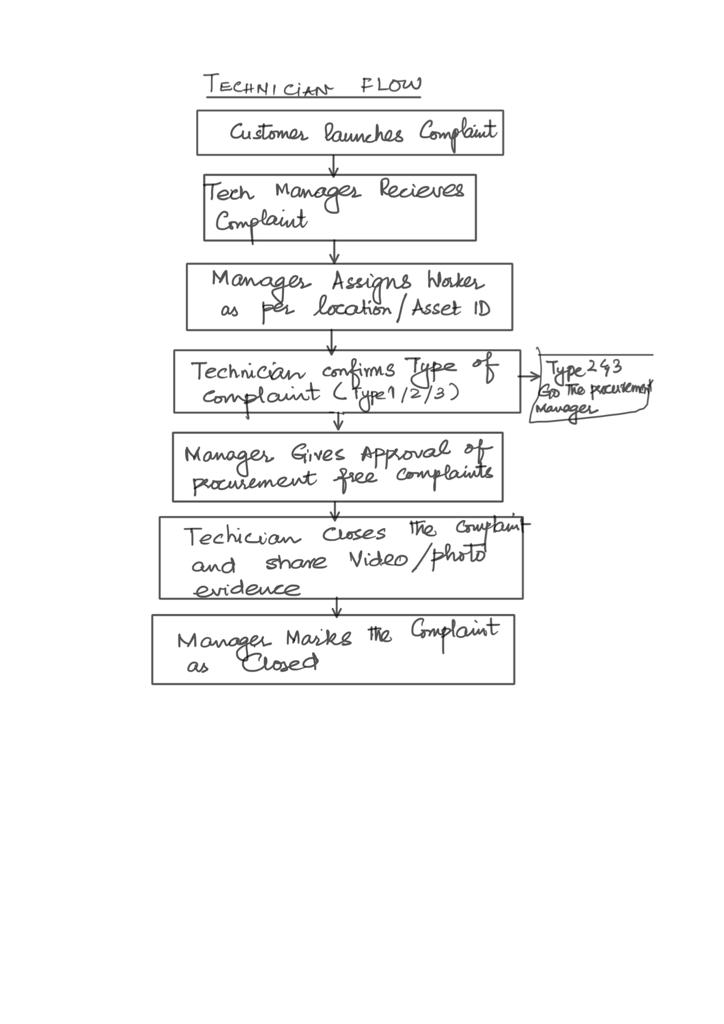 TECHNICIAN FLOW
Customer launches Complaint
Tech Manager Recieves
Complaint
Manager Assigns Worker
as per location/Asset ID
Technician confirms Type of
complaint (Type1/2/3)
Type 2&3
Go The procurement
Manager
Manager Gives Approval of
procurement free complaints
Techician Closes the Complaint
and share Video/photo
evidence
Manager Marks the Complaint
as Closed